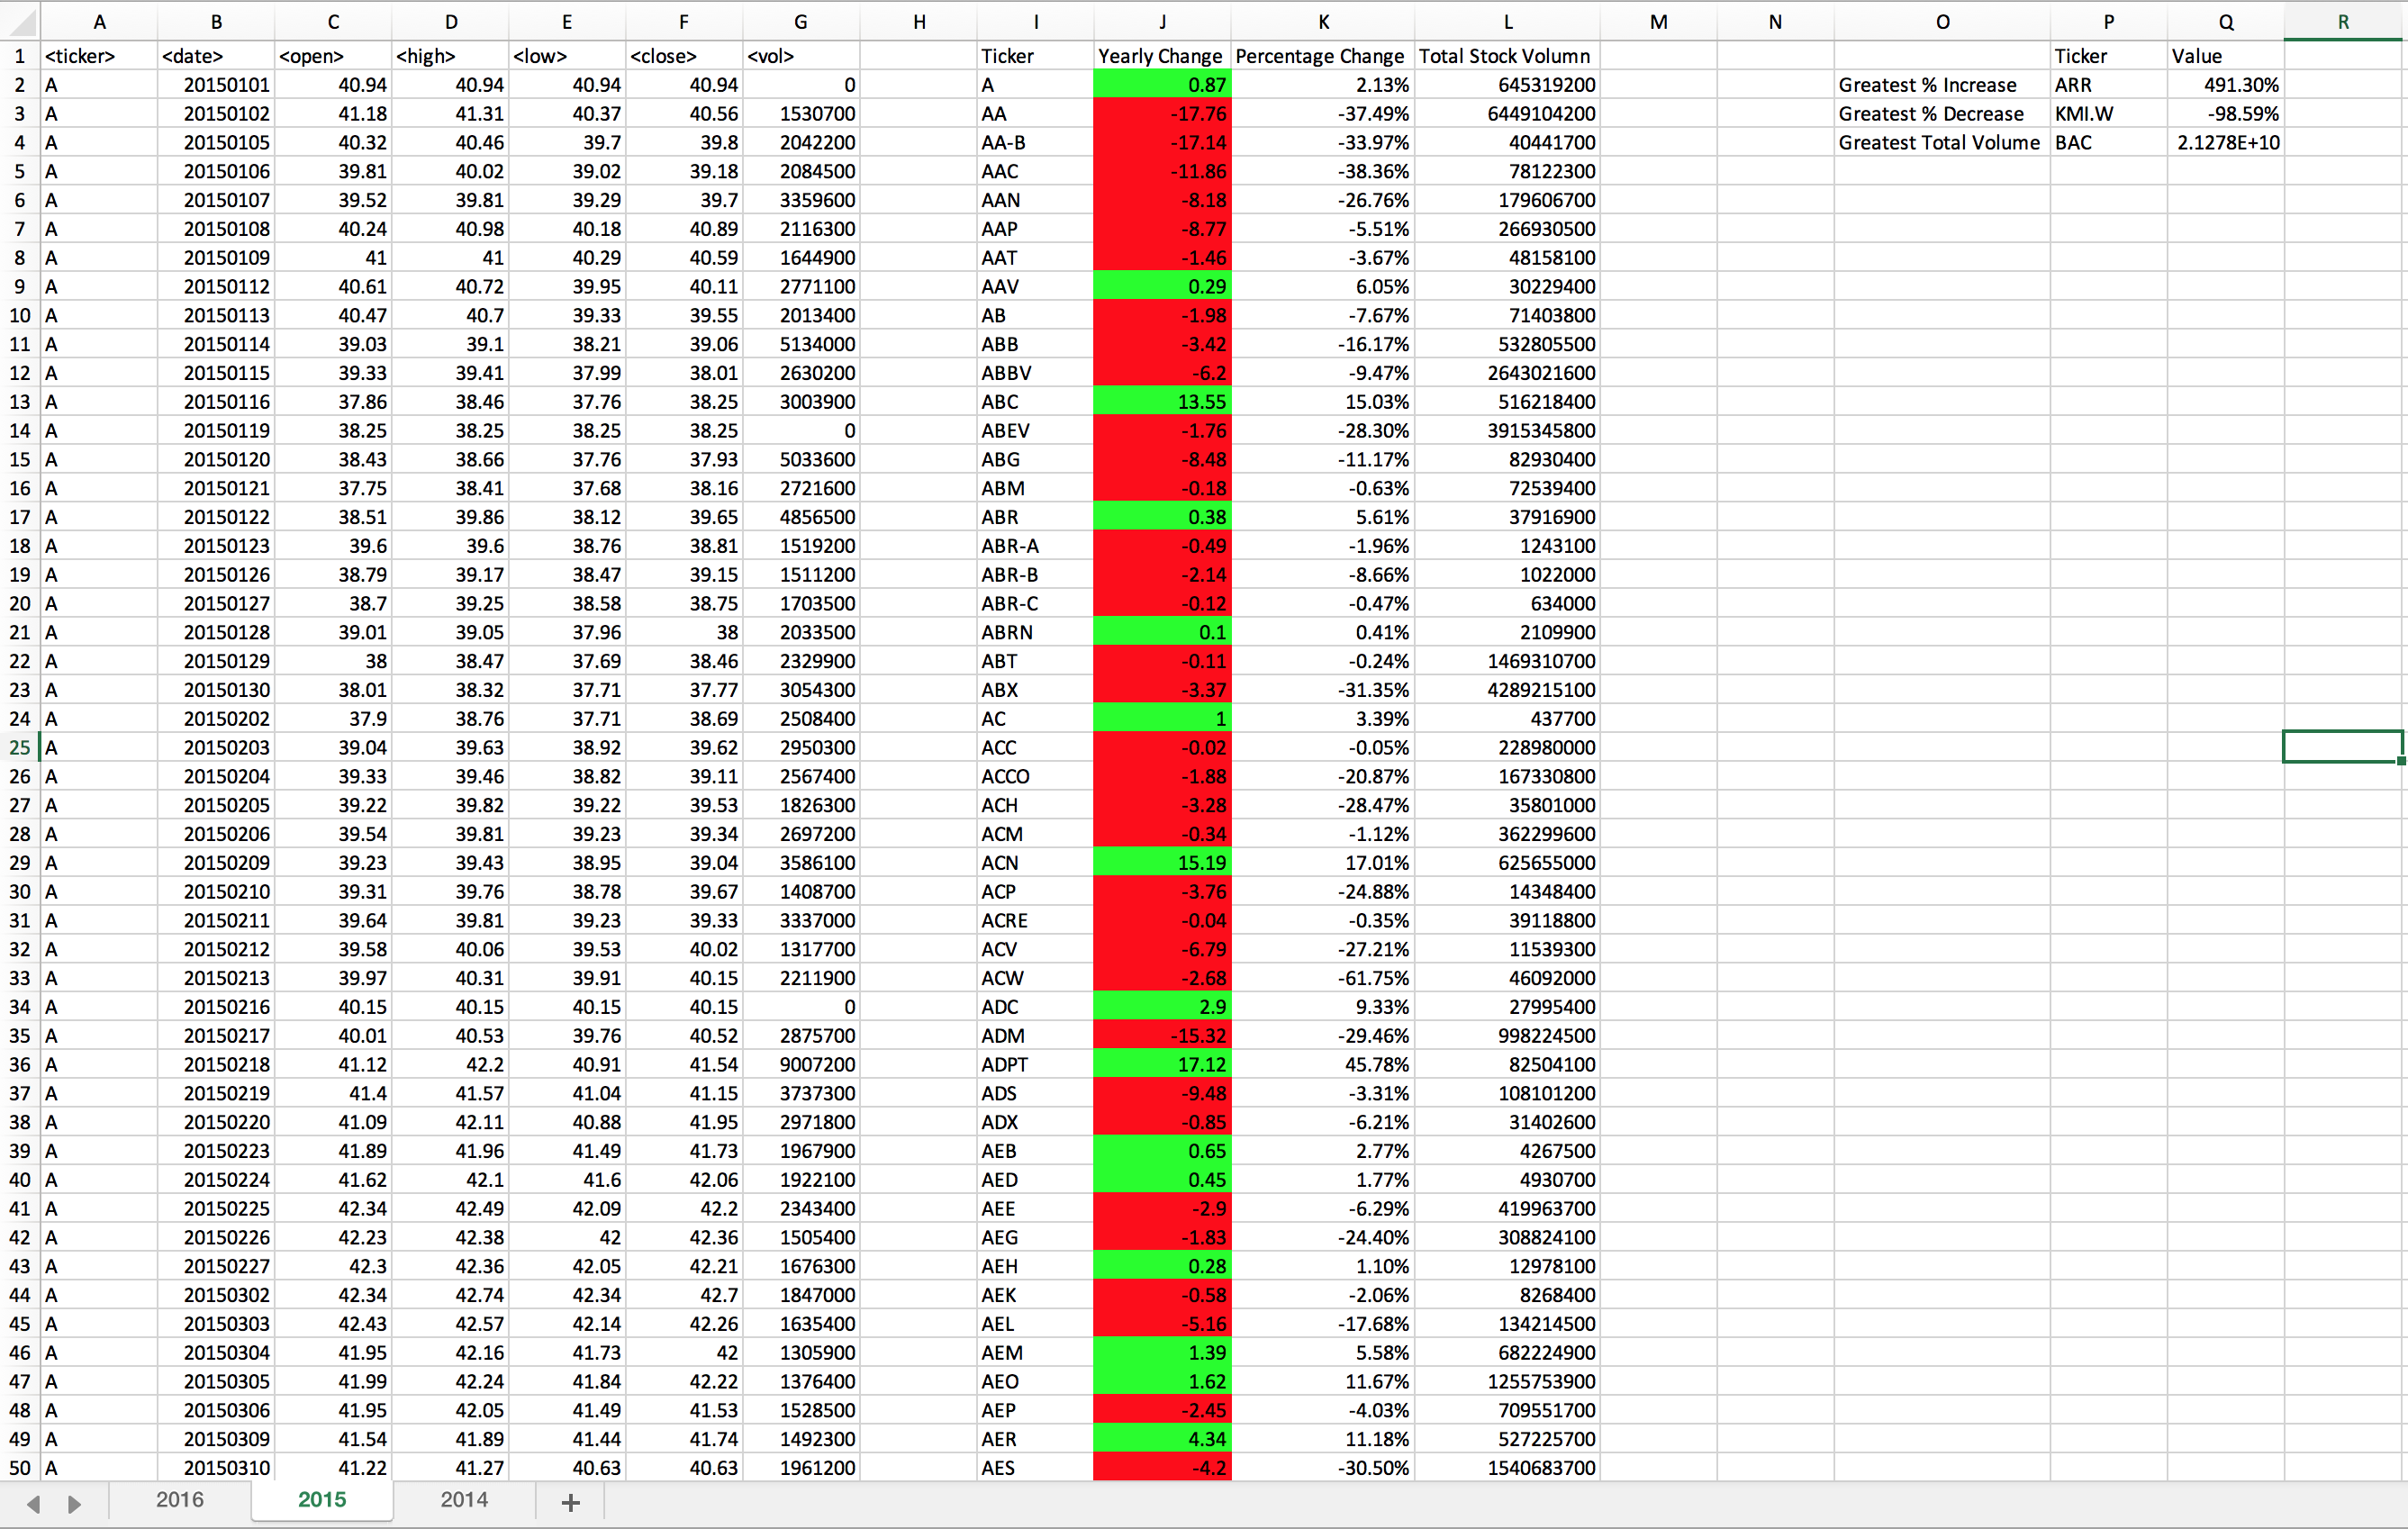 A B C D E F G H I J K L M N O P Q R
1 <ticker> <date> <open> <high> <low> <close> <vol> Ticker Yearly Change Percentage Change Total Stock Volumn Ticker Value
2 A 20150101 40.94 40.94 40.94 40.94 0 A 0.87 2.13% 645319200 Greatest % Increase ARR 491.30%
3 A 20150102 41.18 41.31 40.37 40.56 1530700 AA -17.76 -37.49% 6449104200 Greatest % Decrease KMI.W -98.59%
4 A 20150105 40.32 40.46 39.7 39.8 2042200 AA-B -17.14 -33.97% 40441700 Greatest Total Volume BAC 2.1278E+10
5 A 20150106 39.81 40.02 39.02 39.18 2084500 AAC -11.86 -38.36% 78122300
6 A 20150107 39.52 39.81 39.29 39.7 3359600 AAN -8.18 -26.76% 179606700
7 A 20150108 40.24 40.98 40.18 40.89 2116300 AAP -8.77 -5.51% 266930500
8 A 20150109 41 41 40.29 40.59 1644900 AAT -1.46 -3.67% 48158100
9 A 20150112 40.61 40.72 39.95 40.11 2771100 AAV 0.29 6.05% 30229400
10 A 20150113 40.47 40.7 39.33 39.55 2013400 AB -1.98 -7.67% 71403800
11 A 20150114 39.03 39.1 38.21 39.06 5134000 ABB -3.42 -16.17% 532805500
12 A 20150115 39.33 39.41 37.99 38.01 2630200 ABBV -6.2 -9.47% 2643021600
13 A 20150116 37.86 38.46 37.76 38.25 3003900 ABC 13.55 15.03% 516218400
14 A 20150119 38.25 38.25 38.25 38.25 0 ABEV -1.76 -28.30% 3915345800
15 A 20150120 38.43 38.66 37.76 37.93 5033600 ABG -8.48 -11.17% 82930400
16 A 20150121 37.75 38.41 37.68 38.16 2721600 ABM -0.18 -0.63% 72539400
17 A 20150122 38.51 39.86 38.12 39.65 4856500 ABR 0.38 5.61% 37916900
18 A 20150123 39.6 39.6 38.76 38.81 1519200 ABR-A -0.49 -1.96% 1243100
19 A 20150126 38.79 39.17 38.47 39.15 1511200 ABR-B -2.14 -8.66% 1022000
20 A 20150127 38.7 39.25 38.58 38.75 1703500 ABR-C -0.12 -0.47% 634000
21 A 20150128 39.01 39.05 37.96 38 2033500 ABRN 0.1 0.41% 2109900
22 A 20150129 38 38.47 37.69 38.46 2329900 ABT -0.11 -0.24% 1469310700
23 A 20150130 38.01 38.32 37.71 37.77 3054300 ABX -3.37 -31.35% 4289215100
24 A 20150202 37.9 38.76 37.71 38.69 2508400 AC 1 3.39% 437700
25 A 20150203 39.04 39.63 38.92 39.62 2950300 ACC -0.02 -0.05% 228980000
26 A 20150204 39.33 39.46 38.82 39.11 2567400 ACCO -1.88 -20.87% 167330800
27 A 20150205 39.22 39.82 39.22 39.53 1826300 ACH -3.28 -28.47% 35801000
28 A 20150206 39.54 39.81 39.23 39.34 2697200 ACM -0.34 -1.12% 362299600
29 A 20150209 39.23 39.43 38.95 39.04 3586100 ACN 15.19 17.01% 625655000
30 A 20150210 39.31 39.76 38.78 39.67 1408700 ACP -3.76 -24.88% 14348400
31 A 20150211 39.64 39.81 39.23 39.33 3337000 ACRE -0.04 -0.35% 39118800
32 A 20150212 39.58 40.06 39.53 40.02 1317700 ACV -6.79 -27.21% 11539300
33 A 20150213 39.97 40.31 39.91 40.15 2211900 ACW -2.68 -61.75% 46092000
34 A 20150216 40.15 40.15 40.15 40.15 0 ADC 2.9 9.33% 27995400
35 A 20150217 40.01 40.53 39.76 40.52 2875700 ADM -15.32 -29.46% 998224500
36 A 20150218 41.12 42.2 40.91 41.54 9007200 ADPT 17.12 45.78% 82504100
37 A 20150219 41.4 41.57 41.04 41.15 3737300 ADS -9.48 -3.31% 108101200
38 A 20150220 41.09 42.11 40.88 41.95 2971800 ADX -0.85 -6.21% 31402600
39 A 20150223 41.89 41.96 41.49 41.73 1967900 AEB 0.65 2.77% 4267500
40 A 20150224 41.62 42.1 41.6 42.06 1922100 AED 0.45 1.77% 4930700
41 A 20150225 42.34 42.49 42.09 42.2 2343400 AEE -2.9 -6.29% 419963700
42 A 20150226 42.23 42.38 42 42.36 1505400 AEG -1.83 -24.40% 308824100
43 A 20150227 42.3 42.36 42.05 42.21 1676300 AEH 0.28 1.10% 12978100
44 A 20150302 42.34 42.74 42.34 42.7 1847000 AEK -0.58 -2.06% 8268400
45 A 20150303 42.43 42.57 42.14 42.26 1635400 AEL -5.16 -17.68% 134214500
46 A 20150304 41.95 42.16 41.73 42 1305900 AEM 1.39 5.58% 682224900
47 A 20150305 41.99 42.24 41.84 42.22 1376400 AEO 1.62 11.67% 1255753900
48 A 20150306 41.95 42.05 41.49 41.53 1528500 AEP -2.45 -4.03% 709551700
49 A 20150309 41.54 41.89 41.44 41.74 1492300 AER 4.34 11.18% 527225700
50 A 20150310 41.22 41.27 40.63 40.63 1961200 AES -4.2 -30.50% 1540683700
2016 2015 2014 +